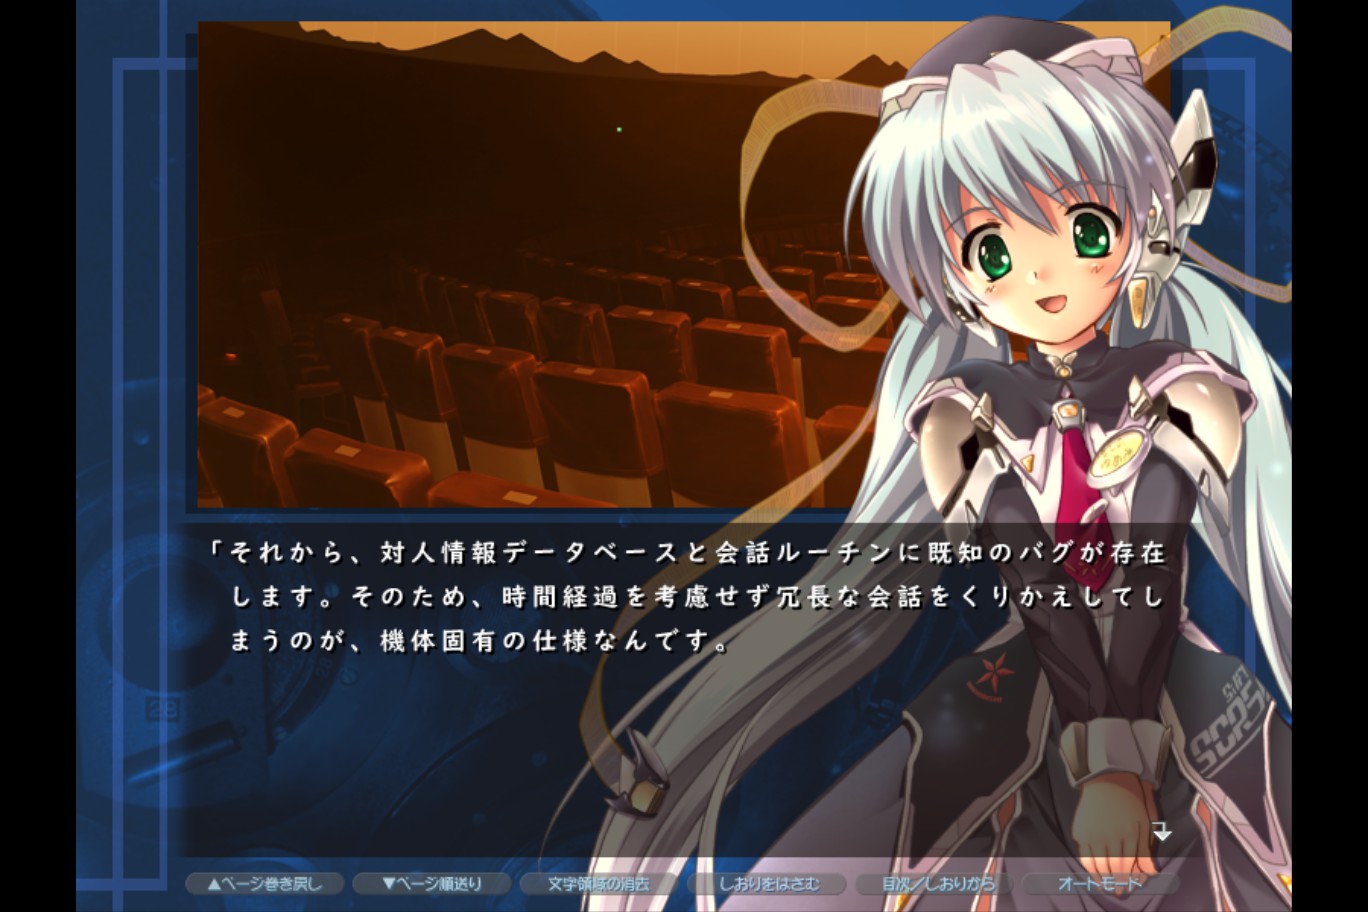 「それから、対人情報データベースと会話ルーチンに既知のバグが存在
します。そのため、時間経過を考慮せず冗長な会話をくりかえしてし
まうのが、機体固有の仕様なんです。
ゆめみ
28
▲ページ巻き戻し
▼ページ順送り
文字領域の消去
しおりをはさむ
目次／しおりから
オートモード